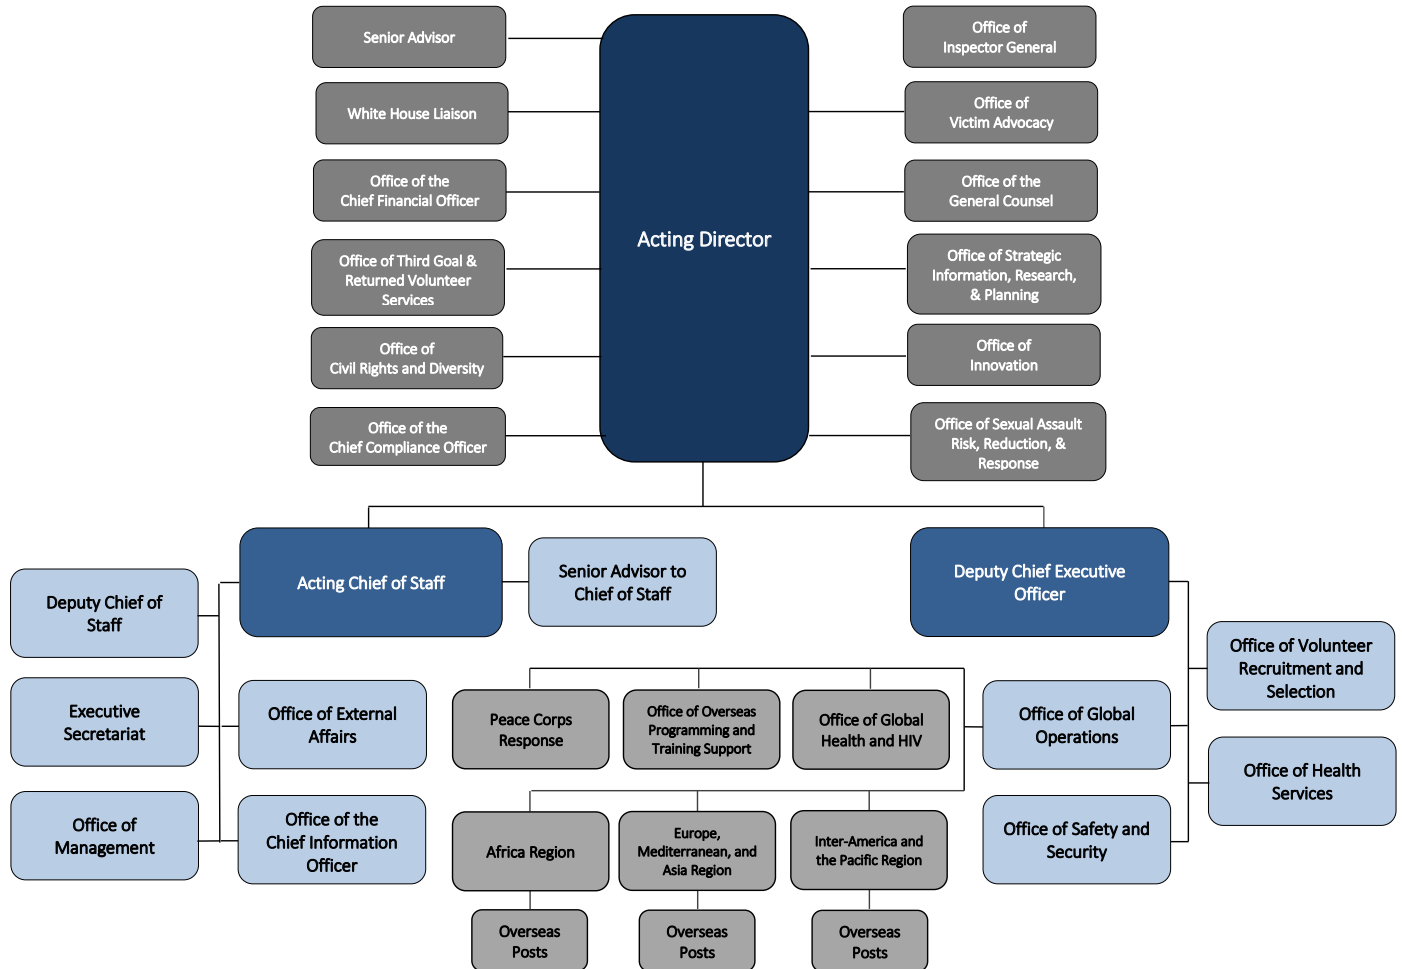 Senior Advisor
Office of
Inspector General
White House Liaison
Office of
Victim Advocacy
Office of the
Chief Financial Officer
Office of the
General Counsel
Acting Director
Office of Third Goal &
Returned Volunteer
Services
Office of Strategic
Information, Research,
& Planning
Office of
Civil Rights and Diversity
Office of
Innovation
Office of the
Chief Compliance Officer
Office of Sexual Assault
Risk, Reduction, &
Response
Acting Chief of Staff
Senior Advisor to
Chief of Staff
Deputy Chief Executive
Officer
Deputy Chief of
Staff
Office of Volunteer
Recruitment and
Selection
Executive
Secretariat
Office of External
Affairs
Peace Corps
Response
Office of Overseas
Programming and
Training Support
Office of Global
Health and HIV
Office of Global
Operations
Office of Health
Services
Office of
Management
Office of the
Chief Information
Officer
Africa Region
Europe,
Mediterranean, and
Asia Region
Inter-America and
the Pacific Region
Office of Safety and
Security
Overseas
Posts
Overseas
Posts
Overseas
Posts